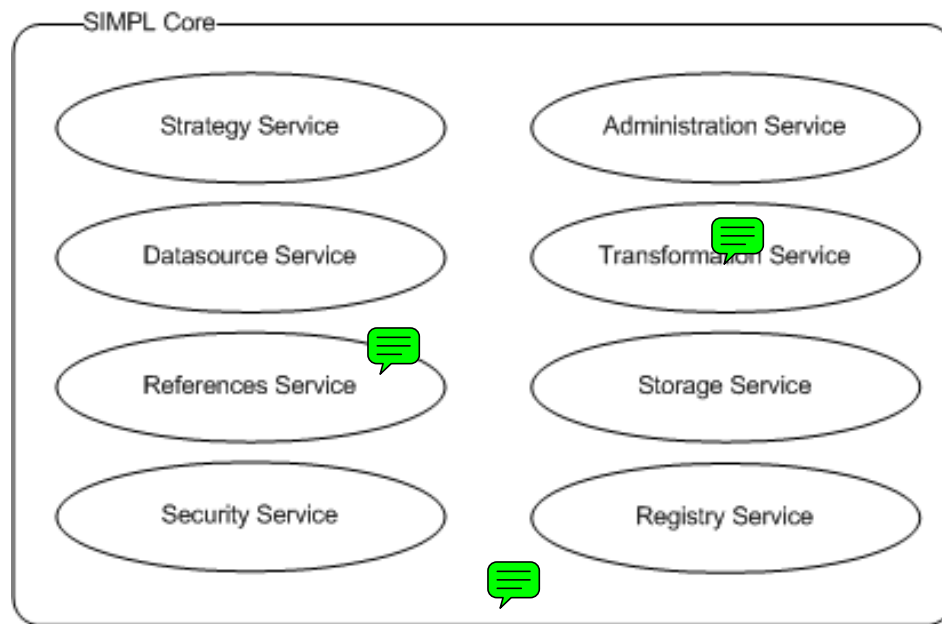 SIMPL Core
Strategy Service
Administration Service
Datasource Service
Transformation Service
References Service
Storage Service
Security Service
Registry Service